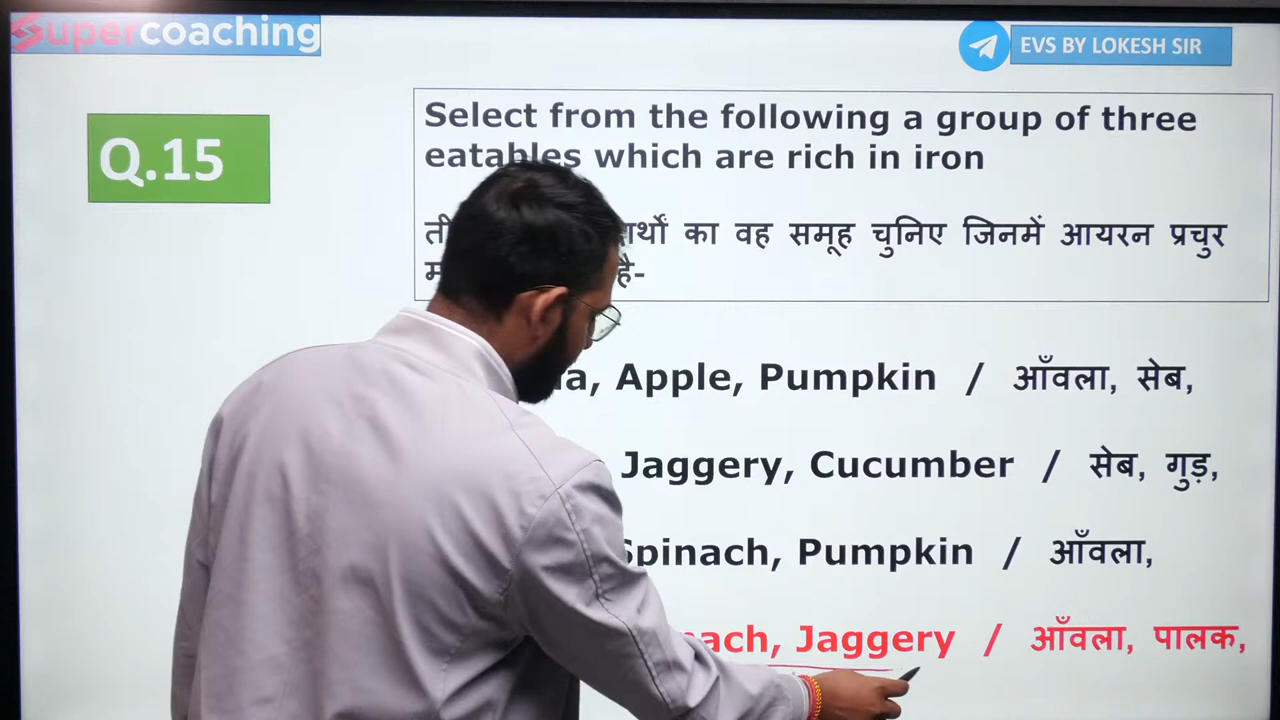 Supercoaching
EVS BY LOKESH SIR
Q.15
Select from the following a group of three
eatables which are rich in iron
का वह समूह चुनिए जिनमें आयरन प्रचुर
है-
Apple, Pumpkin / आँवला, सेब,
Jaggery, Cucumber / सेब, गुड़,
Spinach, Pumpkin / आँवला,
Jaggery / आँवला, पालक,